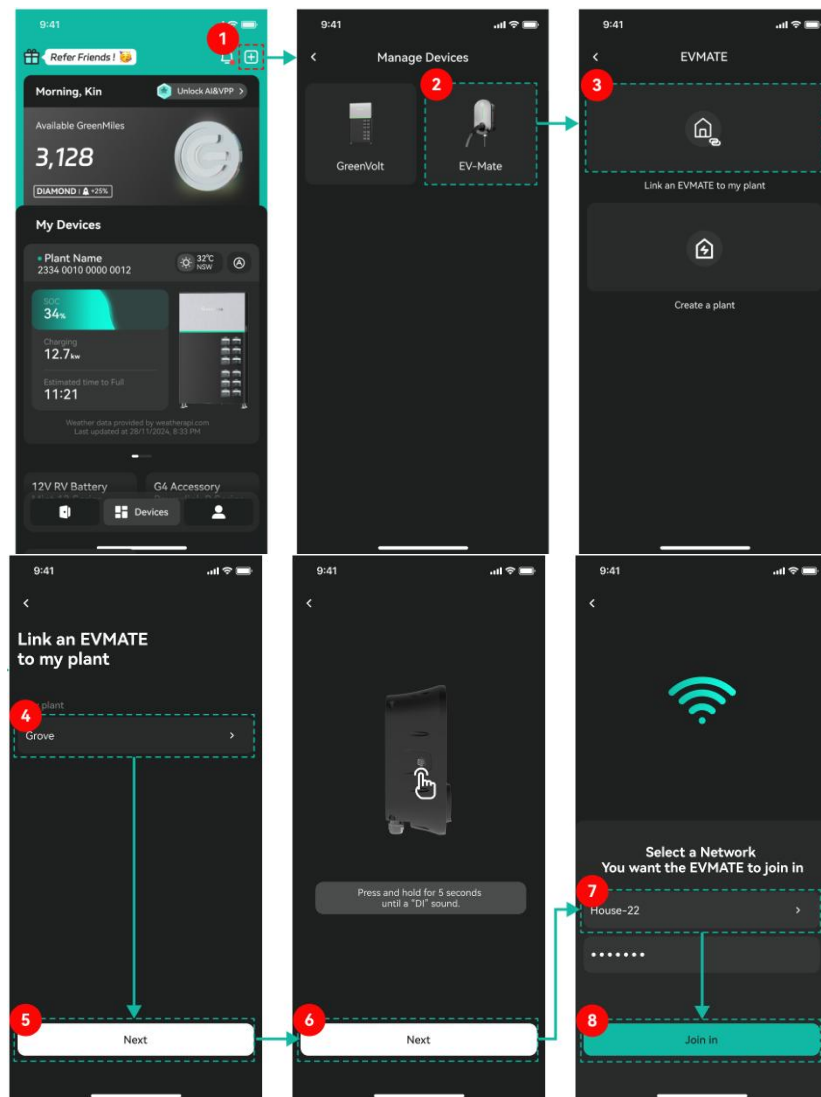 9:41
Refer Friends!
1
Morning, Kin
Unlock AI&VPP >
Available GreenMiles
3,128
DIAMOND | +25%
My Devices
Plant Name
2334 0010 0000 0012
32°C
NSW
SOC
34%
Charging
12.7kw
Estimated time to Full
11:21
Weather data provided by weatherapi.com
Last updated at 28/11/2024, 8:33 PM
12V RV Battery
G4 Accessory
Devices
9:41
Manage Devices
2
GreenVolt
EV-Mate
9:41
EVMATE
3
Link an EVMATE to my plant
Create a plant
9:41
Link an EVMATE
to my plant
plant
4
Grove
5
Next
9:41
Press and hold for 5 seconds
until a "DI" sound.
6
Next
9:41
Select a Network
You want the EVMATE to join in
7
House-22
•••••••
8
Join in